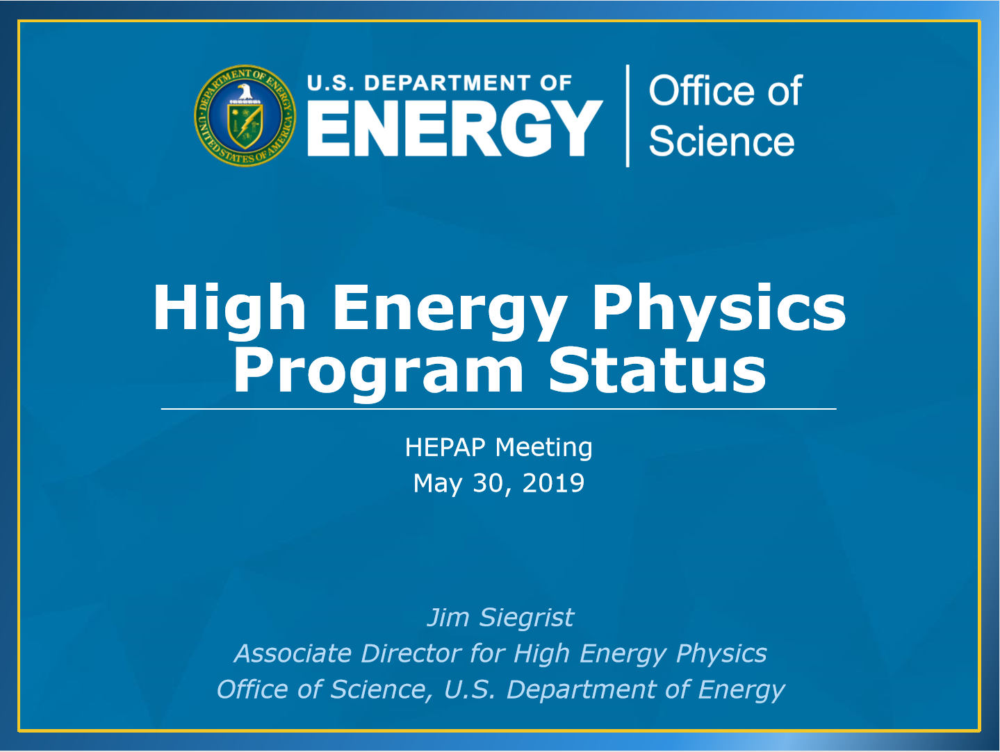 DEPARTMENT OF ENERGY
UNITED STATES OF AMERICA
U.S. DEPARTMENT OF
ENERGY
Office of
Science
High Energy Physics
Program Status
HEPAP Meeting
May 30, 2019
Jim Siegrist
Associate Director for High Energy Physics
Office of Science, U.S. Department of Energy